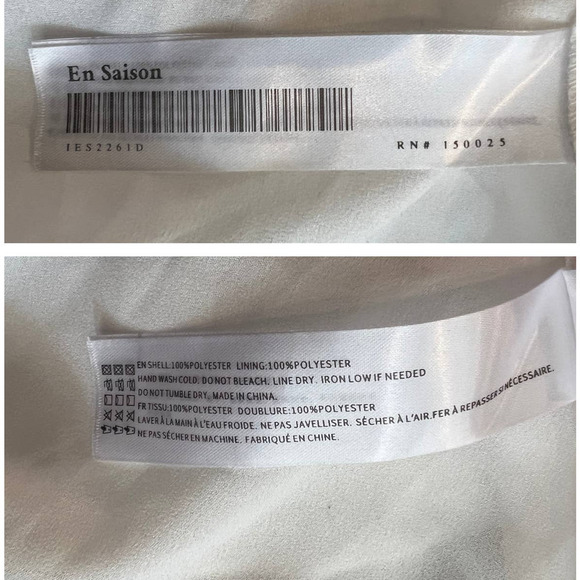 En Saison
IES2261D
RN# 150025
EN SHELL:100%POLYESTER LINING:100%POLYESTER
HAND WASH COLD. DO NOT BLEACH. LINE DRY. IRON LOW IF NEEDED
DO NOT TUMBLE DRY. MADE IN CHINA.
FR TISSU:100%POLYESTER DOUBLURE:100%POLYESTER
LAVER À LA MAIN À L'EAU FROIDE. NE PAS JAVELLISER. SÈCHER À L'AIR.FER À REPASSER SI NÉCESSAIRE.
NE PAS SÈCHER EN MACHINE. FABRIQUÉ EN CHINE.